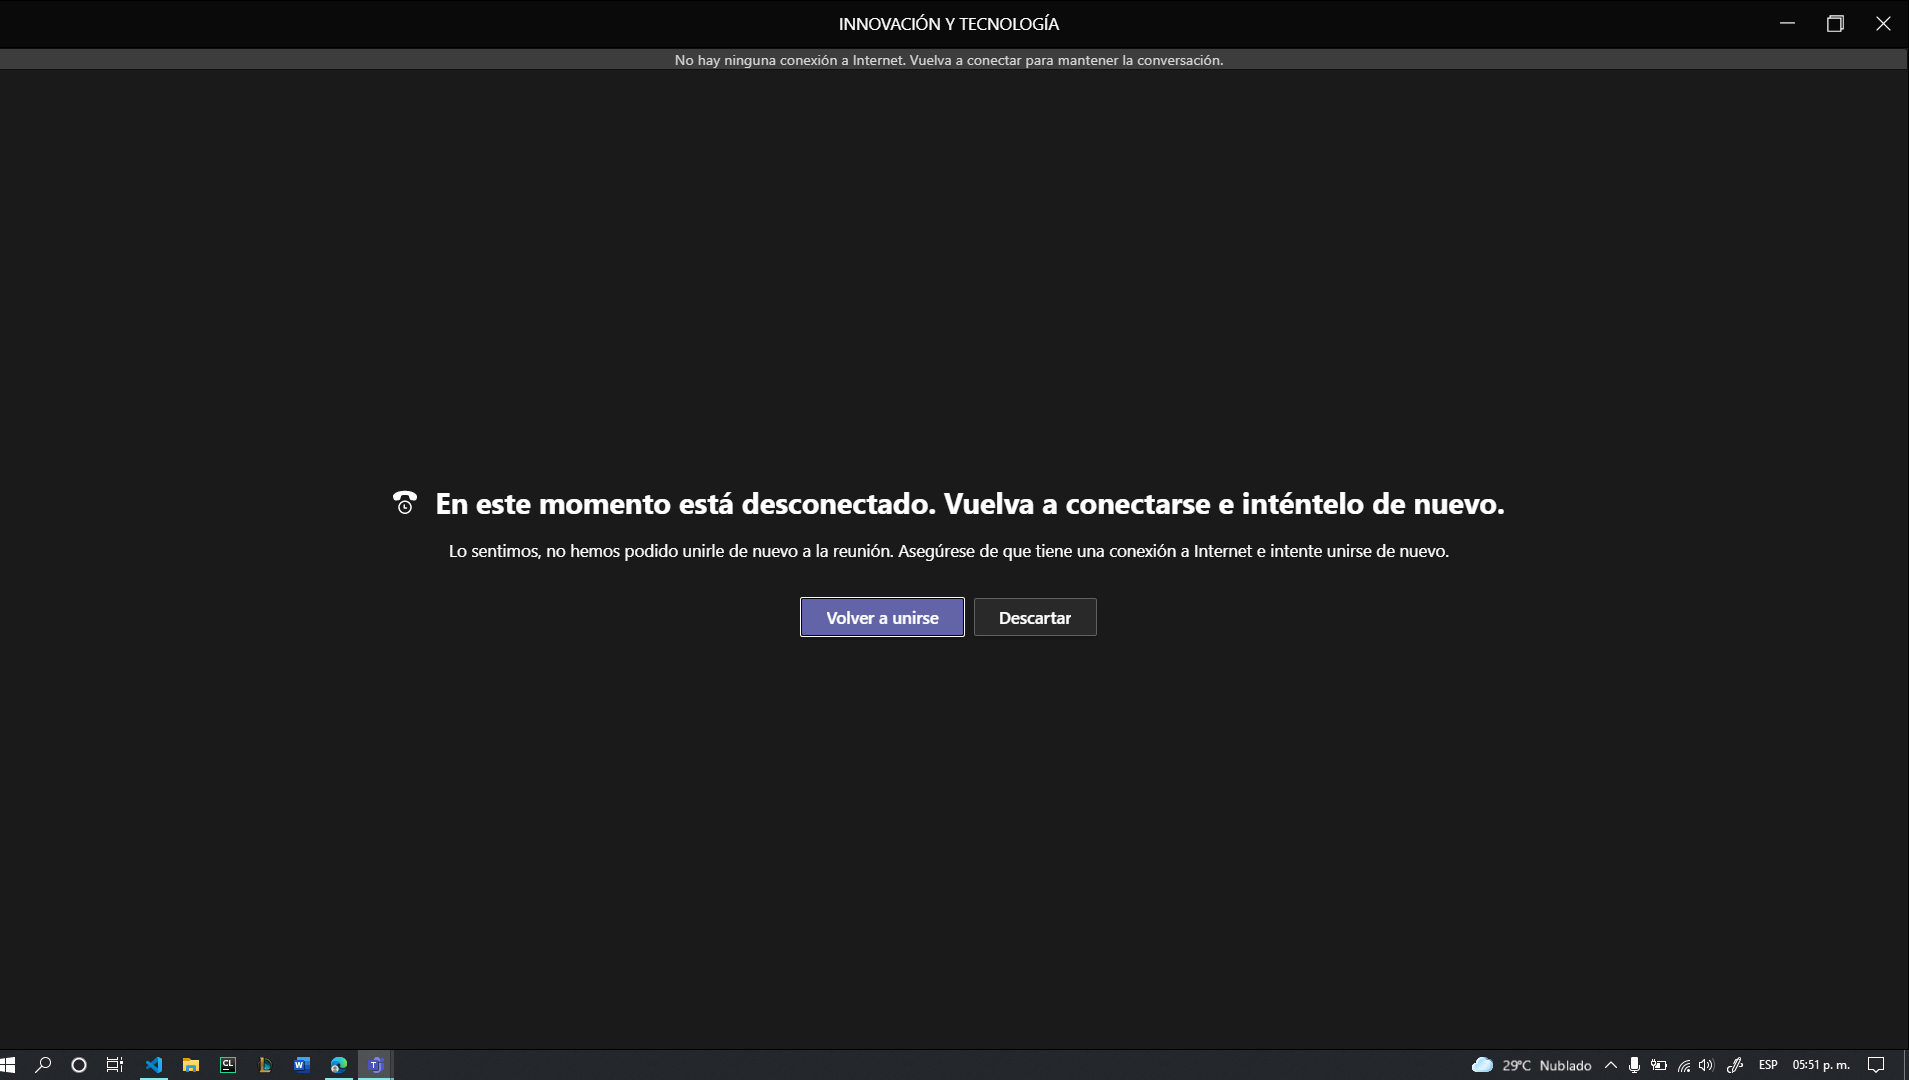 INNOVACIÓN Y TECNOLOGÍA
No hay ninguna conexión a Internet. Vuelva a conectar para mantener la conversación.
En este momento está desconectado. Vuelva a conectarse e inténtelo de nuevo.
Lo sentimos, no hemos podido unirle de nuevo a la reunión. Asegúrese de que tiene una conexión a Internet e intente unirse de nuevo.
Volver a unirse Descartar
CL W T 29°C Nublado ESP 05:51 p. m.